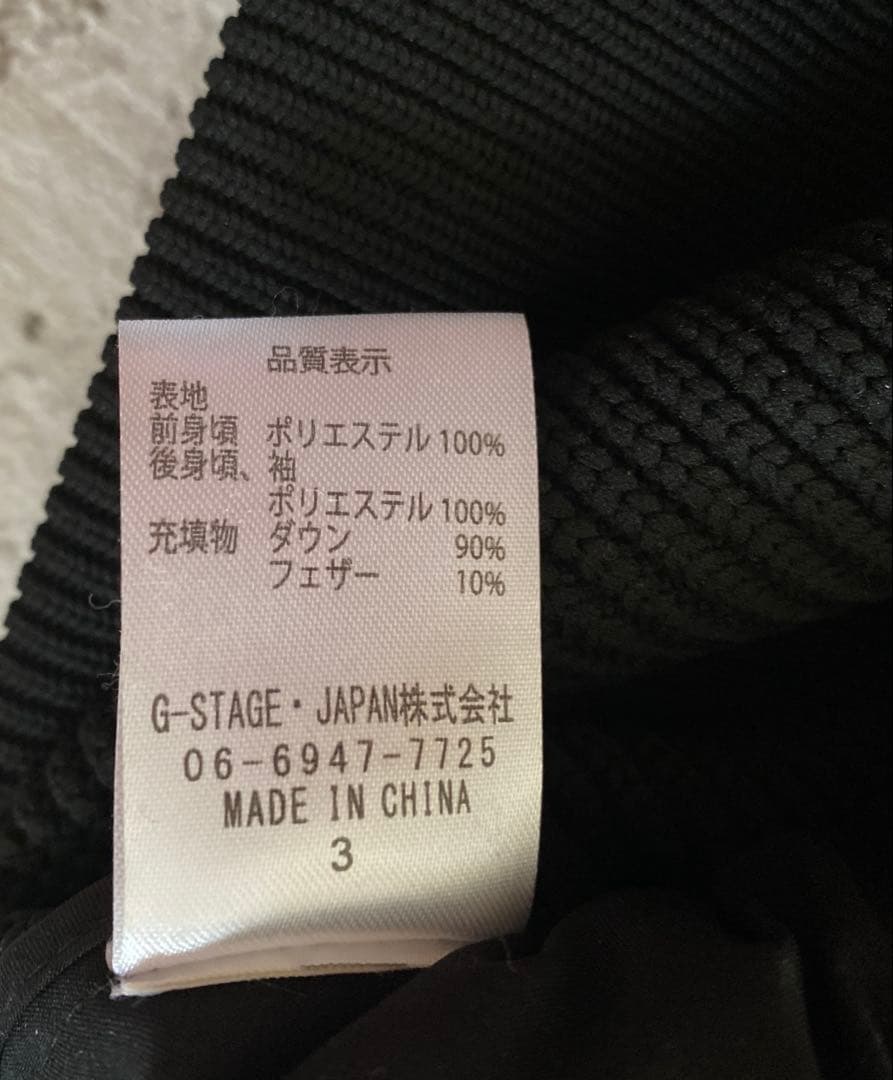 品質表示
表地
前身頃 ポリエステル 100%
後身頃、袖
ポリエステル 100%
充填物 ダウン 90%
フェザー 10%
G-STAGE・JAPAN株式会社
06-6947-7725
MADE IN CHINA
3